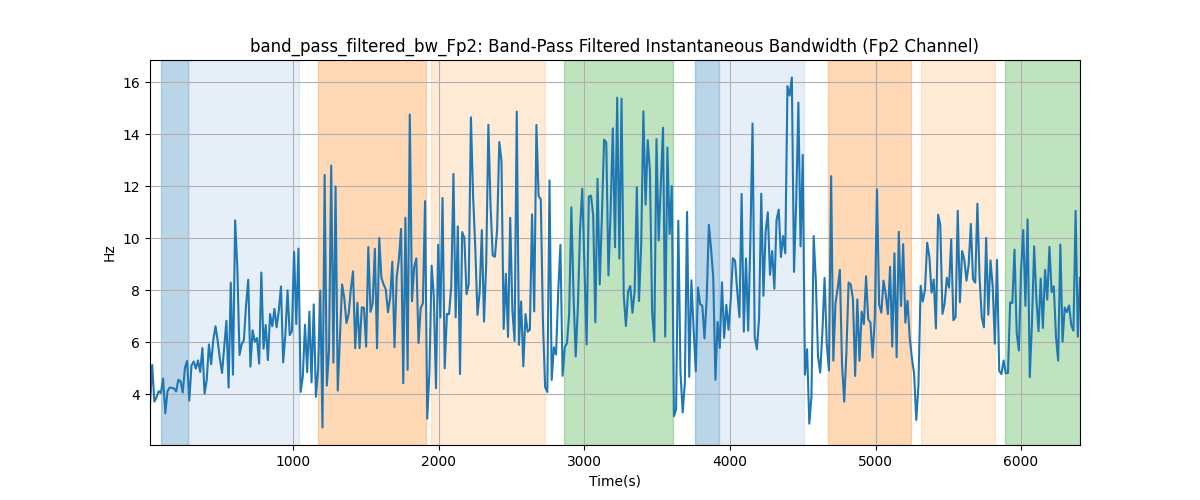 band_pass_filtered_bw_Fp2: Band-Pass Filtered Instantaneous Bandwidth (Fp2 Channel)
16
14
12
10
8
6
4
Hz
1000 2000 3000 4000 5000 6000
Time(s)